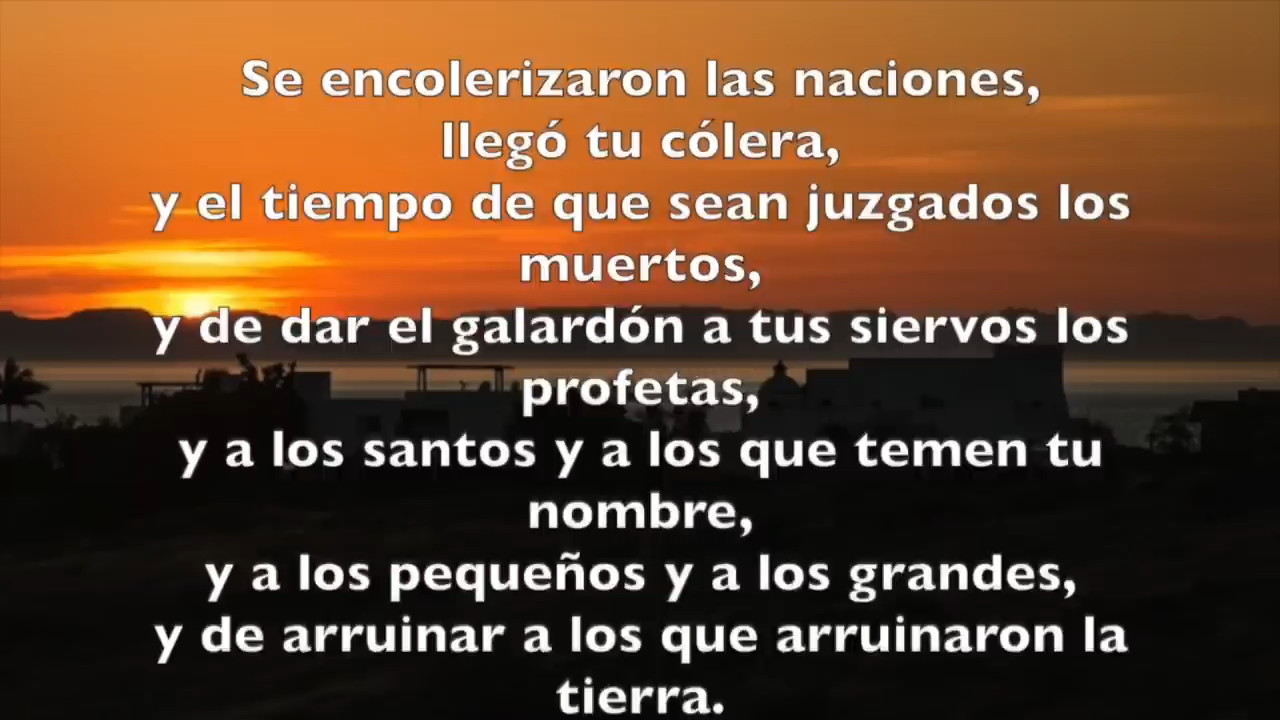 Se encolerizaron las naciones,
llegó tu cólera,
y el tiempo de que sean juzgados los
muertos,
y de dar el galardón a tus siervos los
profetas,
y a los santos y a los que temen tu
nombre,
y a los pequeños y a los grandes,
y de arruinar a los que arruinaron la
tierra.